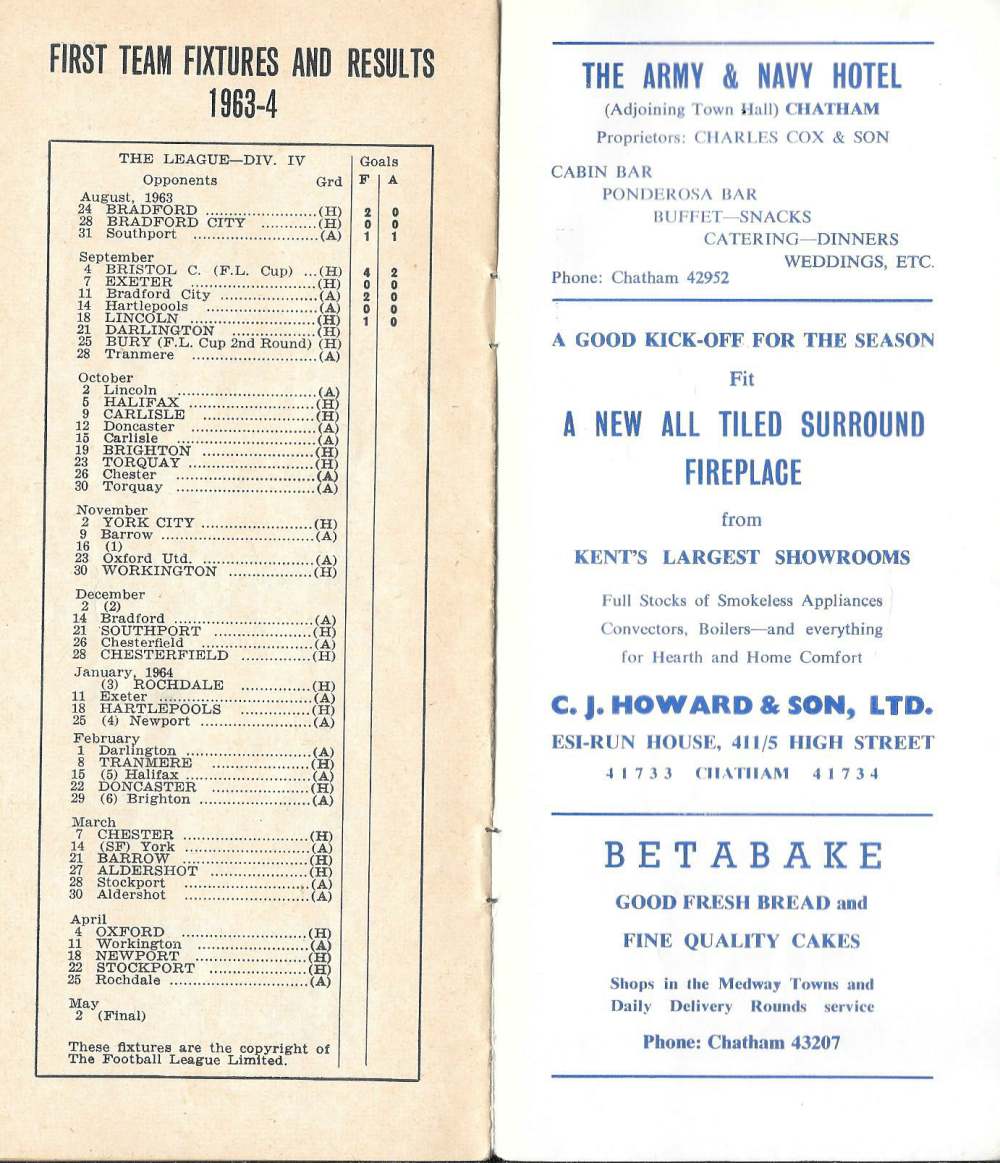 FIRST TEAM FIXTURES AND RESULTS
1963-4
THE LEAGUE—DIV. IV Goals
Opponents Grd F A
August, 1963
24 BRADFORD ......................(H) 2 0
28 BRADFORD CITY ...........(H) 0 0
31 Southport .........................(A) 1 1
September
4 BRISTOL C. (F.L. Cup) ...(H) 4 2
7 EXETER .........................(H) 0 0
11 Bradford City ...................(A) 2 0
14 Hartlepools .....................(A) 0 0
18 LINCOLN ........................(H) 1 0
21 DARLINGTON ................(H)
25 BURY (F.L. Cup 2nd Round) (H)
28 Tranmere ........................(A)
October
2 Lincoln ...........................(A)
5 HALIFAX ........................(H)
9 CARLISLE ......................(H)
12 Doncaster ........................(A)
15 Carlisle ...........................(A)
19 BRIGHTON .....................(H)
23 TORQUAY ........................(H)
26 Chester ...........................(A)
30 Torquay ...........................(A)
November
2 YORK CITY .....................(H)
9 Barrow ..............................(A)
16 (1)
23 Oxford Utd. .....................(A)
30 WORKINGTON ...............(H)
December
2 (2)
14 Bradford ...........................(A)
21 SOUTHPORT ..................(H)
26 Chesterfield .....................(A)
28 CHESTERFIELD ............(H)
January, 1964
(3) ROCHDALE ............(H)
11 Exeter ..............................(A)
18 HARTLEPOOLS ............(H)
25 (4) Newport .....................(A)
February
1 Darlington ........................(A)
8 TRANMERE ..................(H)
15 (5) Halifax ........................(A)
22 DONCASTER ..................(H)
29 (6) Brighton .....................(A)
March
7 CHESTER ........................(H)
14 (SF) York ........................(A)
21 BARROW ........................(H)
27 ALDERSHOT ..................(H)
28 Stockport ........................(A)
30 Aldershot ........................(A)
April
4 OXFORD ........................(H)
11 Workington .....................(A)
18 NEWPORT .....................(H)
22 STOCKPORT ..................(H)
25 Rochdale ........................(A)
May
2 (Final)
These fixtures are the copyright of
The Football League Limited.
THE ARMY & NAVY HOTEL
(Adjoining Town Hall) CHATHAM
Proprietors: CHARLES COX & SON
CABIN BAR
PONDEROSA BAR
BUFFET—SNACKS
CATERING—DINNERS
WEDDINGS, ETC.
Phone: Chatham 42952
A GOOD KICK-OFF FOR THE SEASON
Fit
A NEW ALL TILED SURROUND
FIREPLACE
from
KENT'S LARGEST SHOWROOMS
Full Stocks of Smokeless Appliances
Convectors, Boilers—and everything
for Hearth and Home Comfort
C. J. HOWARD & SON, LTD.
ESI-RUN HOUSE, 411/5 HIGH STREET
41733 CHATHAM 41734
BETABAKE
GOOD FRESH BREAD and
FINE QUALITY CAKES
Shops in the Medway Towns and
Daily Delivery Rounds service
Phone: Chatham 43207